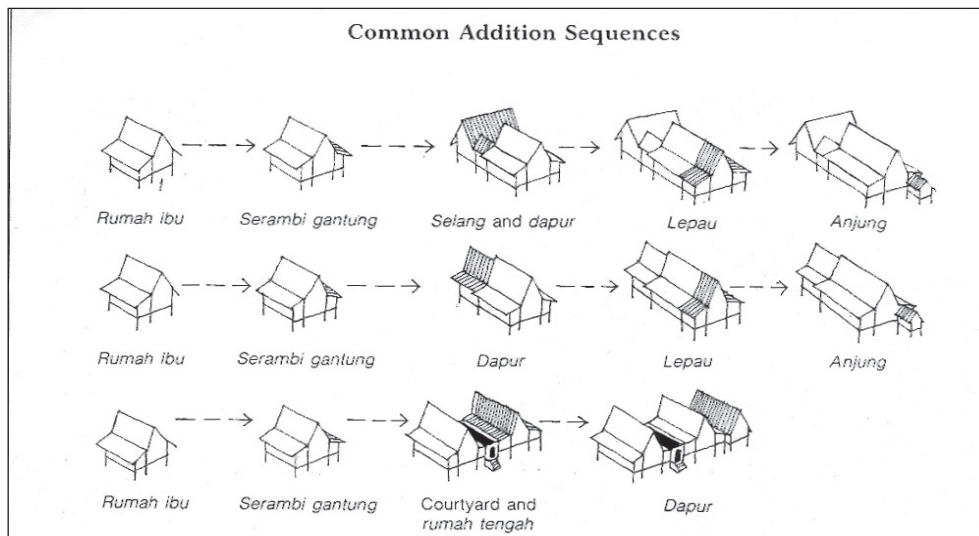 Common Addition Sequences
Rumah ibu Serambi gantung Selang and dapur Lepau Anjung
Rumah ibu Serambi gantung Dapur Lepau Anjung
Rumah ibu Serambi gantung Courtyard and rumah tengah Dapur